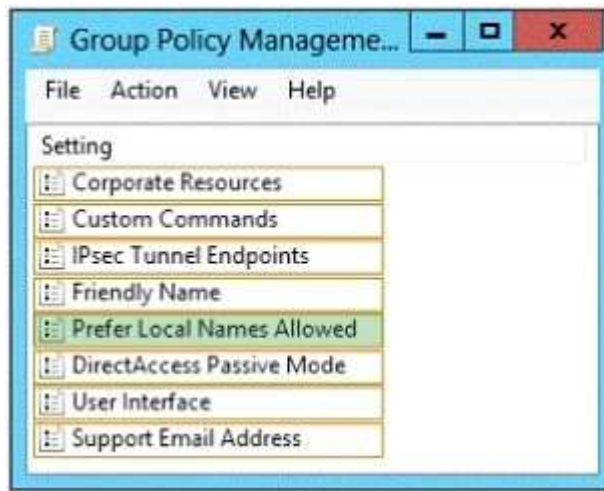 Group Policy Manageme...
File Action View Help
Setting
Corporate Resources
Custom Commands
IPsec Tunnel Endpoints
Friendly Name
Prefer Local Names Allowed
DirectAccess Passive Mode
User Interface
Support Email Address